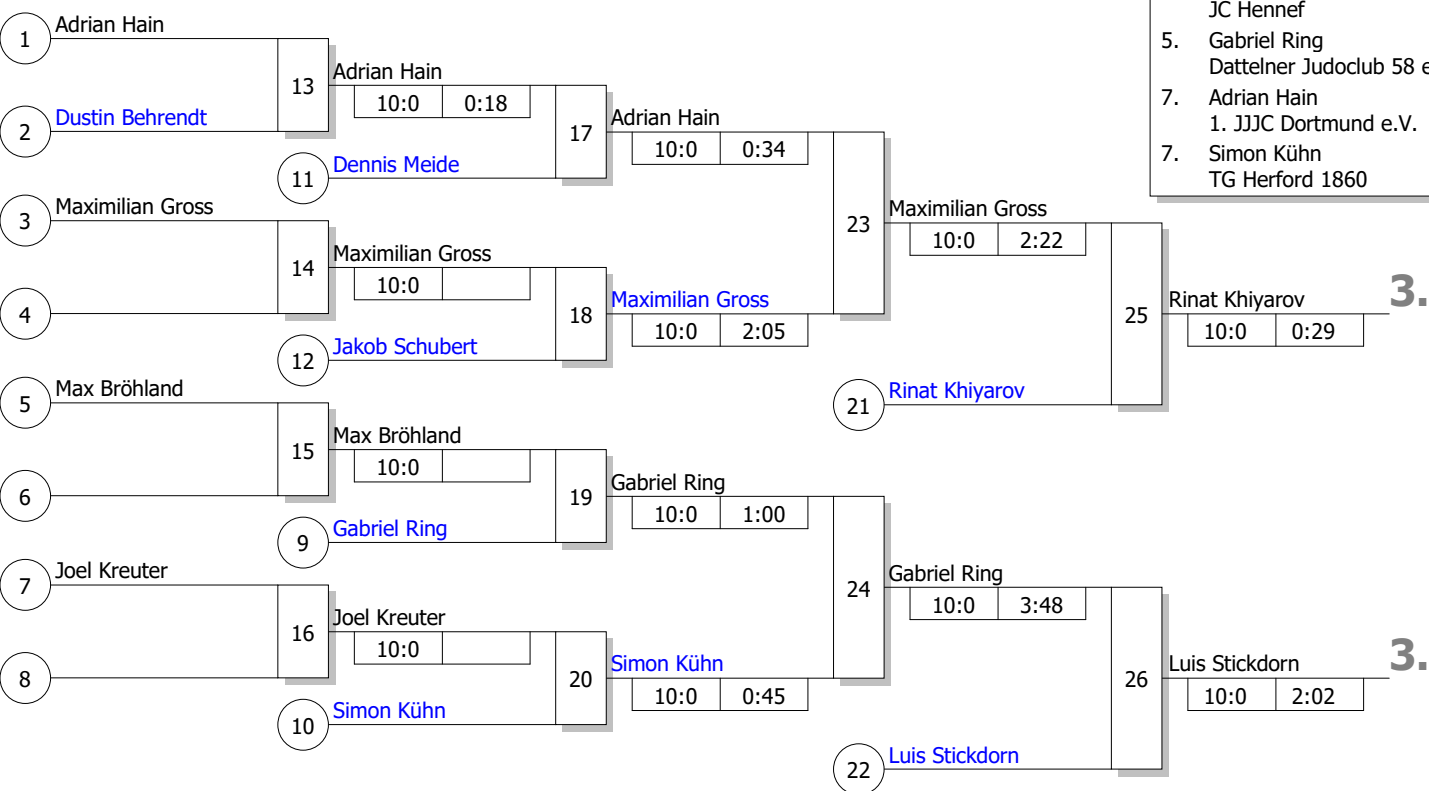 JC Hennef
5. Gabriel Ring
Dattelner Judoclub 58 e
7. Adrian Hain
1. JJJC Dortmund e.V.
7. Simon Kühn
TG Herford 1860
1 Adrian Hain
13 Adrian Hain
10:0 0:18
2 Dustin Behrendt
17 Adrian Hain
10:0 0:34
11 Dennis Meide
3 Maximilian Gross
23 Maximilian Gross
10:0 2:22
14 Maximilian Gross
10:0
4
18 Maximilian Gross
10:0 2:05
25 Rinat Khiyarov 3.
10:0 0:29
12 Jakob Schubert
5 Max Bröhland
21 Rinat Khiyarov
15 Max Bröhland
10:0
6
19 Gabriel Ring
10:0 1:00
9 Gabriel Ring
7 Joel Kreuter
24 Gabriel Ring
10:0 3:48
16 Joel Kreuter
10:0
8
20 Simon Kühn
10:0 0:45
26 Luis Stickdorn 3.
10:0 2:02
10 Simon Kühn
22 Luis Stickdorn